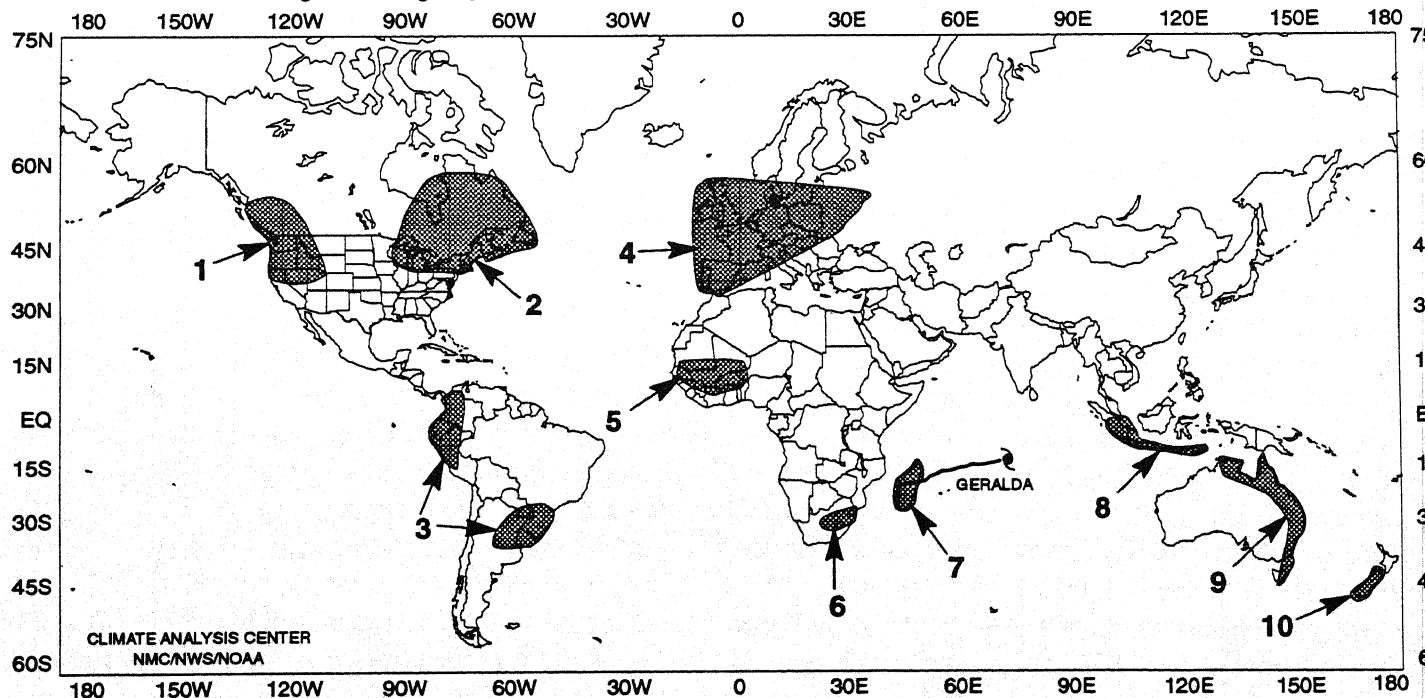 180 150W 120W 90W 60W 30W 0 30E 60E 90E 120E 150E 180
75N
60N
45N
30N
15N
EQ
15S
30S
45S
60S
1
2
3
4
5
6
7
8
9
10
GERALDA
CLIMATE ANALYSIS CENTER
NMC/NWS/NOAA
180 150W 120W 90W 60W 30W 0 30E 60E 90E 120E 150E 180